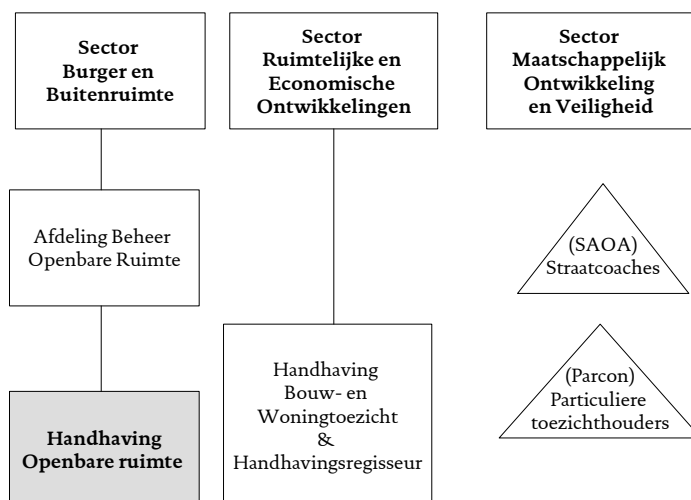 Sector
Burger en
Buitenruimte
Sector
Ruimtelijke en
Economische
Ontwikkelingen
Sector
Maatschappelijk
Ontwikkeling
en Veiligheid
Afdeling Beheer
Openbare Ruimte
(SAOA)
Straatcoaches
Handhaving
Openbare ruimte
Handhaving
Bouw- en
Woningtoezicht
&
Handhavingsregisseur
(Parcon)
Particuliere
toezichthouders